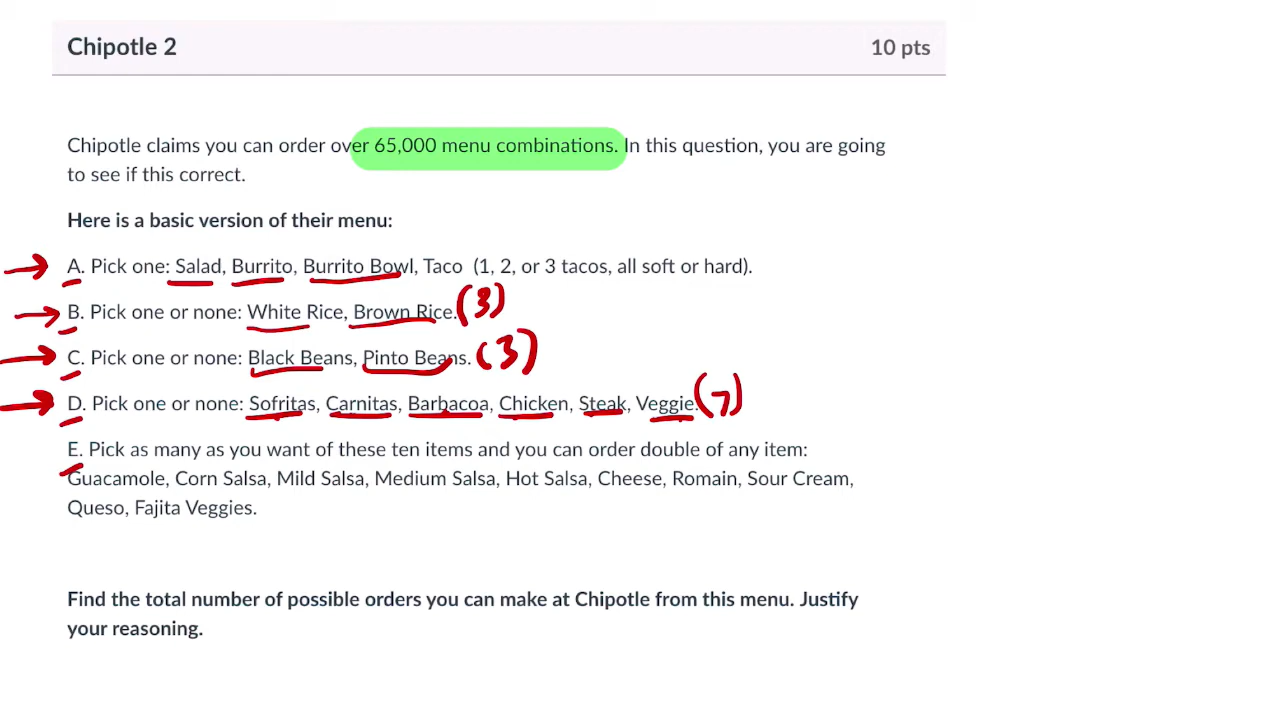 Chipotle 2 10 pts
Chipotle claims you can order over 65,000 menu combinations. In this question, you are going
to see if this correct.
Here is a basic version of their menu:
A. Pick one: Salad, Burrito, Burrito Bowl, Taco (1, 2, or 3 tacos, all soft or hard).
B. Pick one or none: White Rice, Brown Rice. (3)
C. Pick one or none: Black Beans, Pinto Beans. (3)
D. Pick one or none: Sofritas, Carnitas, Barbacoa, Chicken, Steak, Veggie. (7)
E. Pick as many as you want of these ten items and you can order double of any item:
Guacamole, Corn Salsa, Mild Salsa, Medium Salsa, Hot Salsa, Cheese, Romain, Sour Cream,
Queso, Fajita Veggies.
Find the total number of possible orders you can make at Chipotle from this menu. Justify
your reasoning.